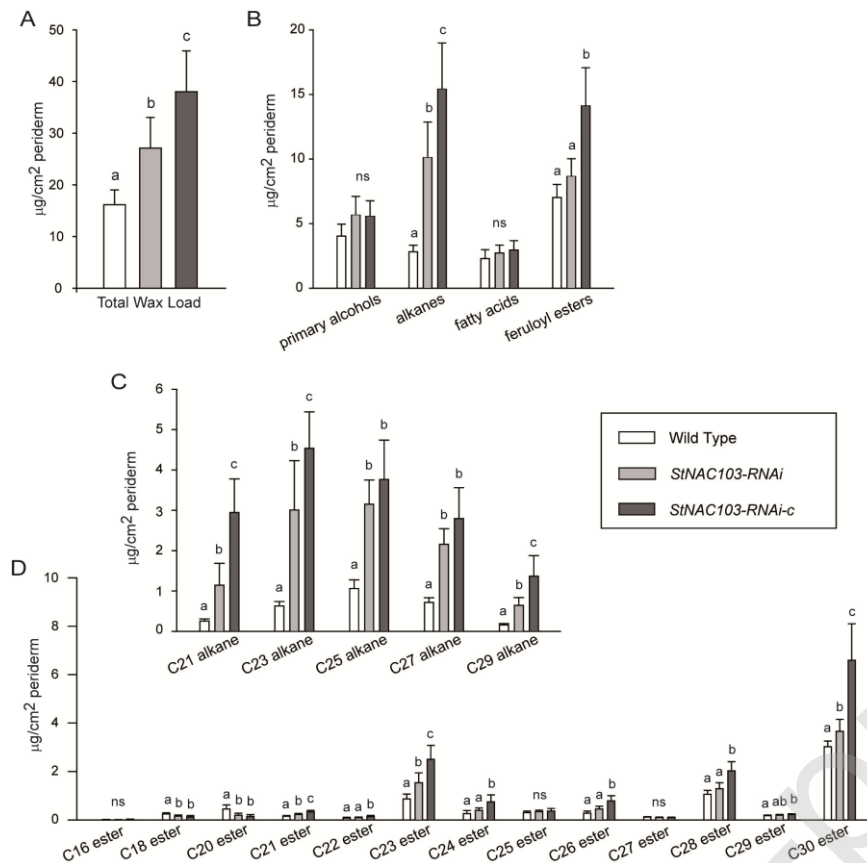 A
µg/cm2 periderm
50
40
30
20
10
0
a
b
c
Total Wax Load
B
µg/cm2 periderm
20
15
10
5
0
ns
a
b
c
ns
a
a
b
primary alcohols
alkanes
fatty acids
feruloyl esters
C
µg/cm2 periderm
6
5
4
3
2
1
0
a
b
c
a
b
c
a
b
b
a
b
b
a
b
c
C21 alkane
C23 alkane
C25 alkane
C27 alkane
C29 alkane
Wild Type
StNAC103-RNAi
StNAC103-RNAi-c
D
µg/cm2 periderm
10
8
6
4
2
0
ns
a b b
a b b
a b c
a a b
a b c
a a b
ns
a a b
ns
a a b
a ab b
a b c
C16 ester
C18 ester
C20 ester
C21 ester
C22 ester
C23 ester
C24 ester
C25 ester
C26 ester
C27 ester
C28 ester
C29 ester
C30 ester